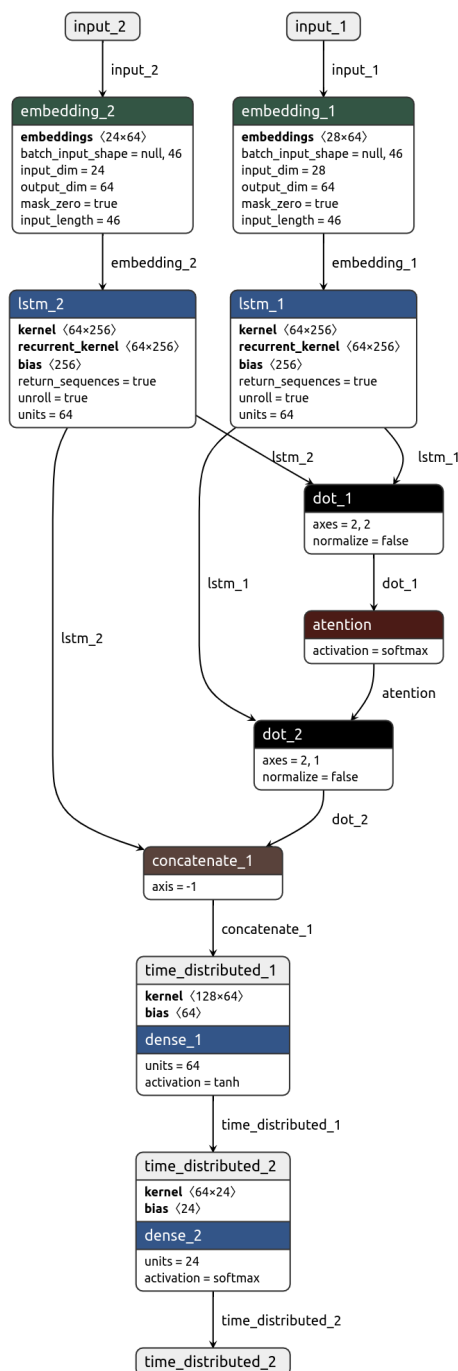 input_2
input_1
input_2
input_1
embedding_2
embeddings 〈24×64〉
batch_input_shape = null, 46
input_dim = 24
output_dim = 64
mask_zero = true
input_length = 46
embedding_1
embeddings 〈28×64〉
batch_input_shape = null, 46
input_dim = 28
output_dim = 64
mask_zero = true
input_length = 46
embedding_2
embedding_1
lstm_2
kernel 〈64×256〉
recurrent_kernel 〈64×256〉
bias 〈256〉
return_sequences = true
unroll = true
units = 64
lstm_1
kernel 〈64×256〉
recurrent_kernel 〈64×256〉
bias 〈256〉
return_sequences = true
unroll = true
units = 64
lstm_2
lstm_1
dot_1
axes = 2, 2
normalize = false
lstm_1
dot_1
lstm_2
atention
activation = softmax
atention
dot_2
axes = 2, 1
normalize = false
dot_2
concatenate_1
axis = -1
concatenate_1
time_distributed_1
kernel 〈128×64〉
bias 〈64〉
dense_1
units = 64
activation = tanh
time_distributed_1
time_distributed_2
kernel 〈64×24〉
bias 〈24〉
dense_2
units = 24
activation = softmax
time_distributed_2
time_distributed_2